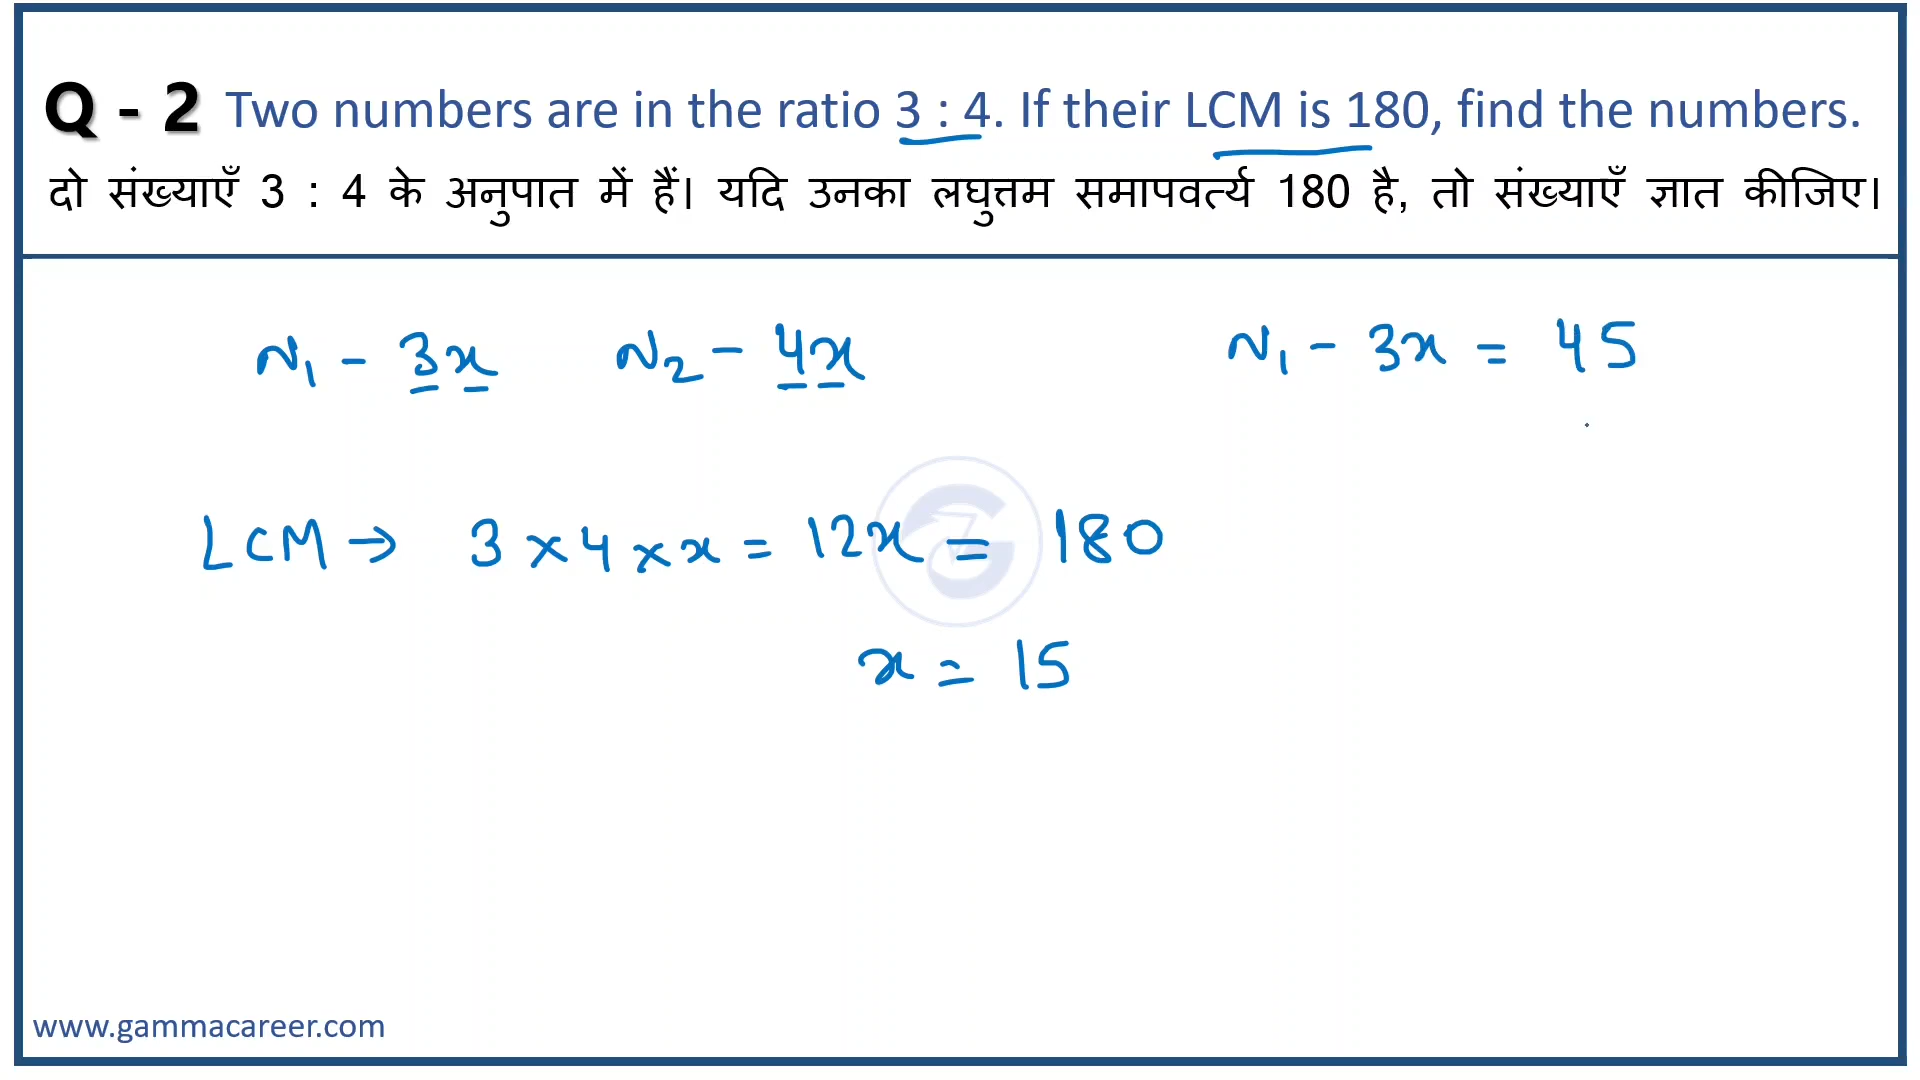 Q - 2 Two numbers are in the ratio 3 : 4. If their LCM is 180, find the numbers.
दो संख्याएँ 3 : 4 के अनुपात में हैं। यदि उनका लघुत्तम समापवर्त्य 180 है, तो संख्याएँ ज्ञात कीजिए।
N₁ - 3x N₂ - 4x N₁ - 3x = 45
LCM → 3 × 4 × x = 12x = 180
x = 15
www.gammacareer.com